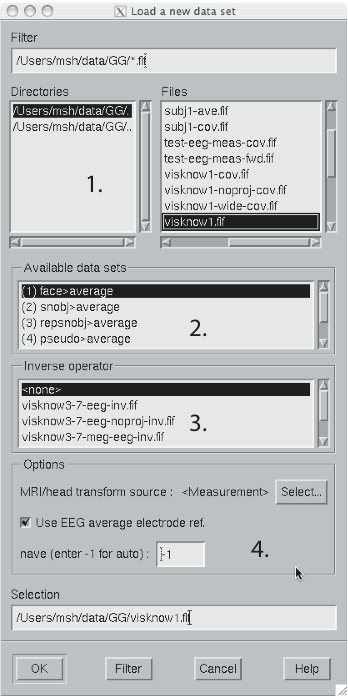 Load a new data set
Filter
/Users/msh/data/GG/*.fif
Directories
Files
/Users/msh/data/GG/.
/Users/msh/data/GG/..
1.
subj1-ave.fif
subj1-cov.fif
test-eeg-meas-cov.fif
test-eeg-meas-fwd.fif
visknow1-cov.fif
visknow1-noproj-cov.fif
visknow1-wide-cov.fif
visknow1.fif
Available data sets
(1) face>average
(2) snobj>average
(3) repsnobj>average
(4) pseudo>average
2.
Inverse operator
<none>
visknow3-7-eeg-inv.fif
visknow3-7-eeg-noproj-inv.fif
visknow3-7-meg-eeg-inv.fif
3.
Options
MRI/head transform source : <Measurement> Select...
Use EEG average electrode ref.
nave (enter -1 for auto) : -1
4.
Selection
/Users/msh/data/GG/visknow1.fif
OK Filter Cancel Help